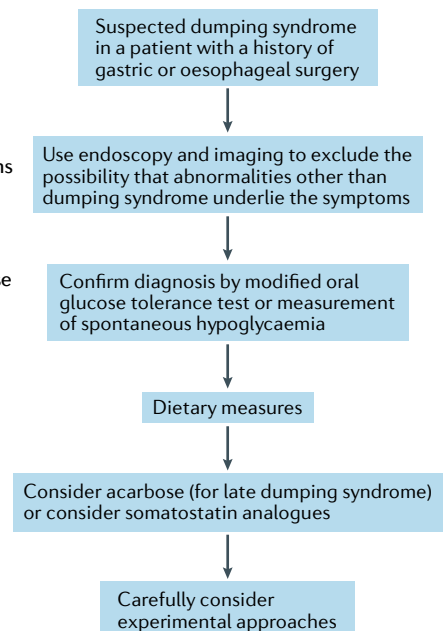 Suspected dumping syndrome
in a patient with a history of
gastric or oesophageal surgery
Use endoscopy and imaging to exclude the
possibility that abnormalities other than
dumping syndrome underlie the symptoms
Confirm diagnosis by modified oral
glucose tolerance test or measurement
of spontaneous hypoglycaemia
Dietary measures
Consider acarbose (for late dumping syndrome)
or consider somatostatin analogues
Carefully consider
experimental approaches